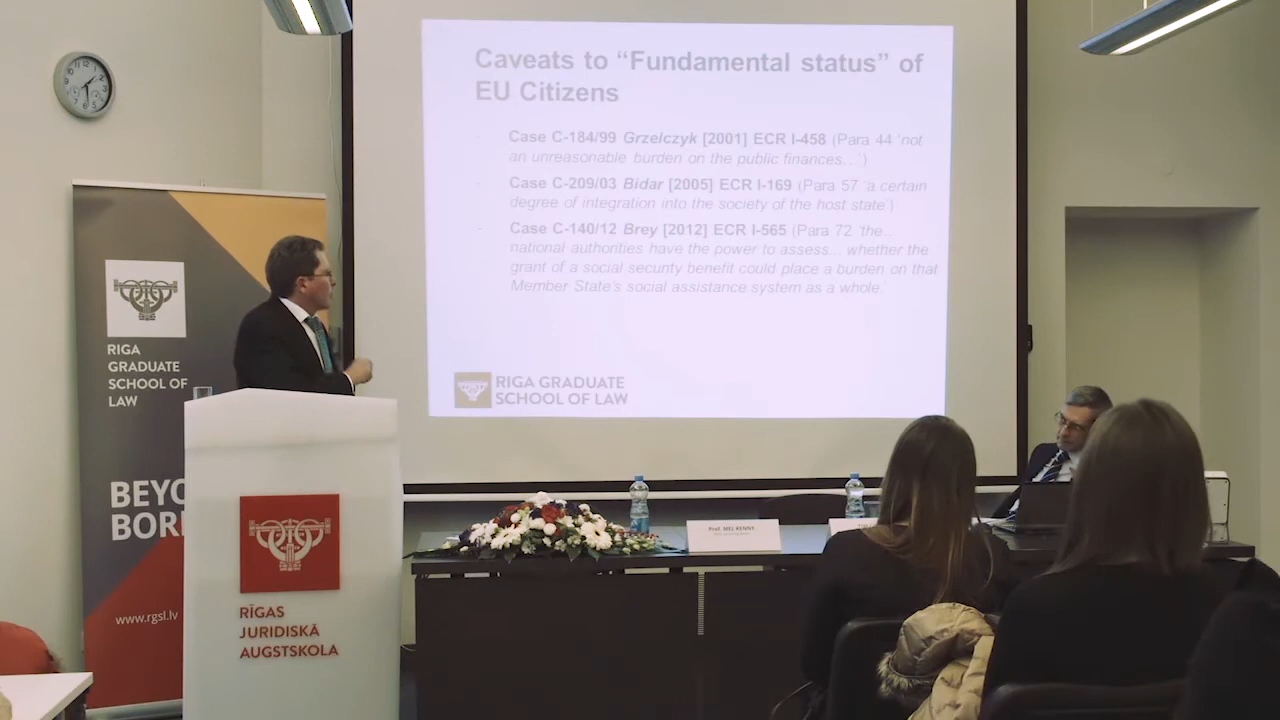 Caveats to “Fundamental status” of
EU Citizens
- Case C-184/99 Grzelczyk [2001] ECR I-458 (Para 44 ‘not
an unreasonable burden on the public finances…’)
- Case C-209/03 Bidar [2005] ECR I-169 (Para 57 ‘a certain
degree of integration into the society of the host state’)
- Case C-140/12 Brey [2012] ECR I-565 (Para 72 ‘the…
national authorities have the power to assess… whether the
grant of a social security benefit could place a burden on that
Member State’s social assistance system as a whole.’
RIGA GRADUATE
SCHOOL OF LAW
RIGA
GRADUATE
SCHOOL OF
LAW
BEYO
BOR
www.rgsl.lv
RĪGAS
JURIDISKĀ
AUGSTSKOLA
Prof. MEL KENNY